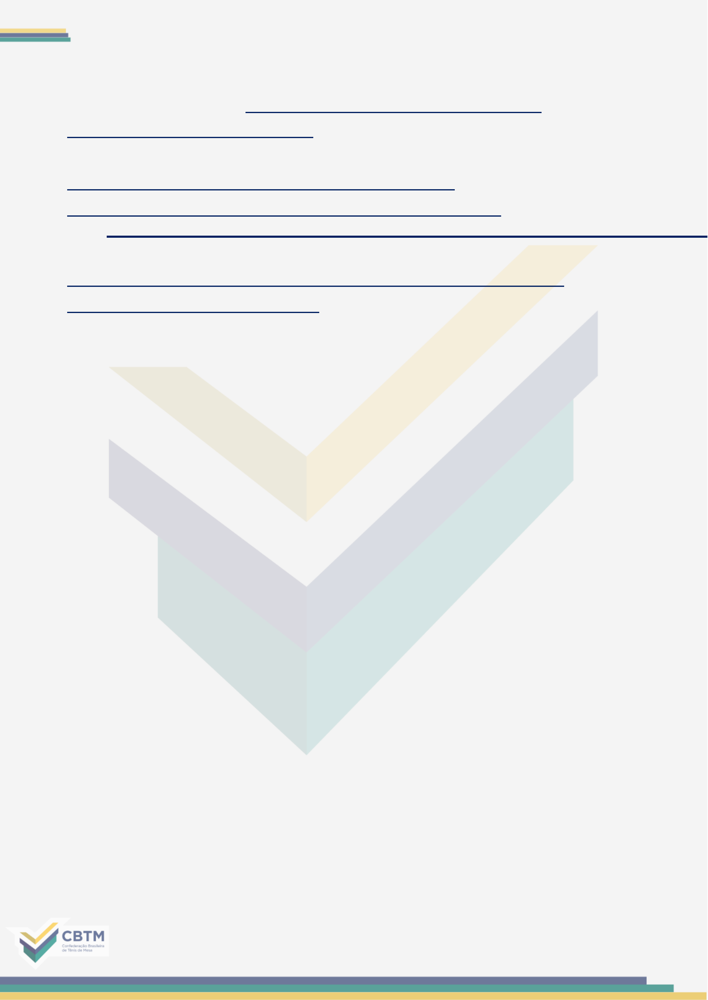 CBTM
Confederação Brasileira
de Tênis de Mesa